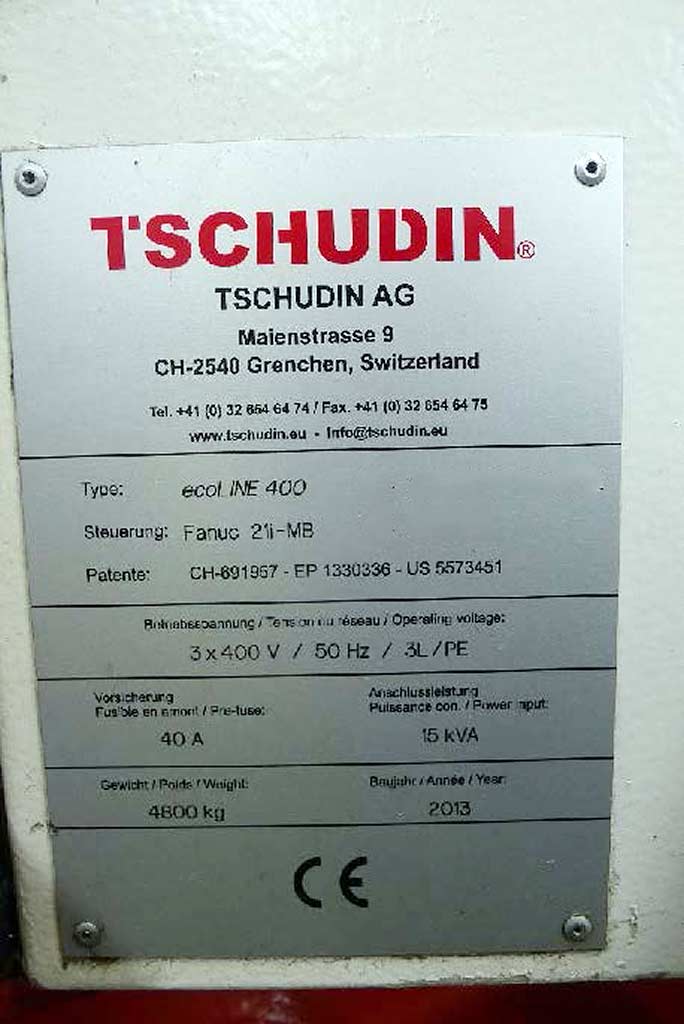 TSCHUDIN®
TSCHUDIN AG
Maienstrasse 9
CH-2540 Grenchen, Switzerland
Tel. +41 (0) 32 654 64 74 / Fax. +41 (0) 32 654 64 75
www.tschudin.eu - info@tschudin.eu
Type: ecoLINE 400
Steuerung: Fanuc 21i-MB
Patente: CH-691957 - EP 1330336 - US 5573451
Betriebsspannung / Tension du réseau / Operating voltage:
3 x 400 V / 50 Hz / 3L/PE
Vorsicherung
Fusible en amont / Pre-fuse:
40 A
Anschlussleistung
Puissance con. / Power input:
15 kVA
Gewicht / Poids / Weight:
4800 kg
Baujahr / Année / Year:
2013
CE